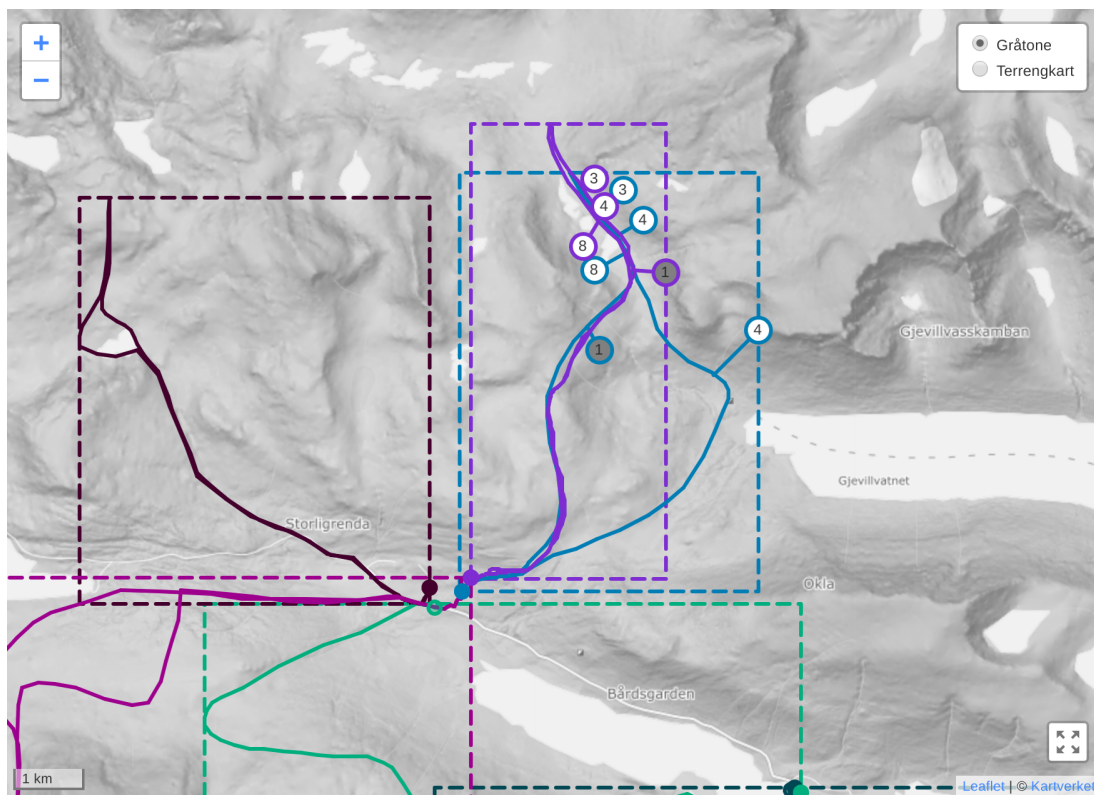 +
−
Gråtone
Terrengkart
3
3
4
4
8
8
1
4
1
Gjevillvasskamban
Gjevillvatnet
Storligrenda
Okla
Bårdsgarden
1 km
Leaflet | © Kartverket